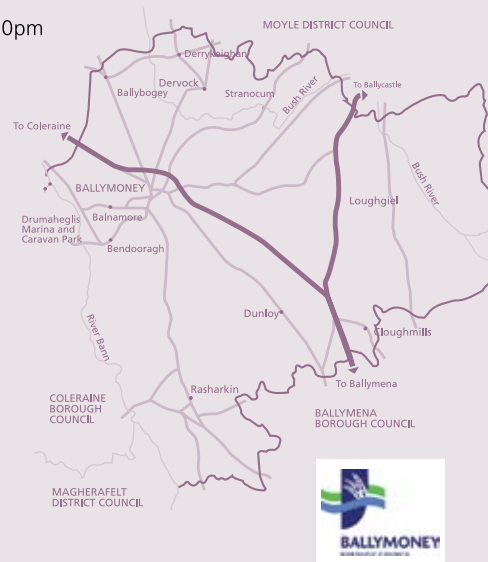 0pm
MOYLE DISTRICT COUNCIL
Derrykeighan
Dervock
Ballybogey
Stranocum
Bush River
To Ballycastle
To Coleraine
BALLYMONEY
Loughgiel
Bush River
Drumaheglis
Marina and
Caravan Park
Balnamore
Bendooragh
River Bann
Dunloy
Cloughmills
Rasharkin
To Ballymena
COLERAINE
BOROUGH
COUNCIL
BALLYMENA
BOROUGH COUNCIL
MAGHERAFELT
DISTRICT COUNCIL
BALLYMONEY